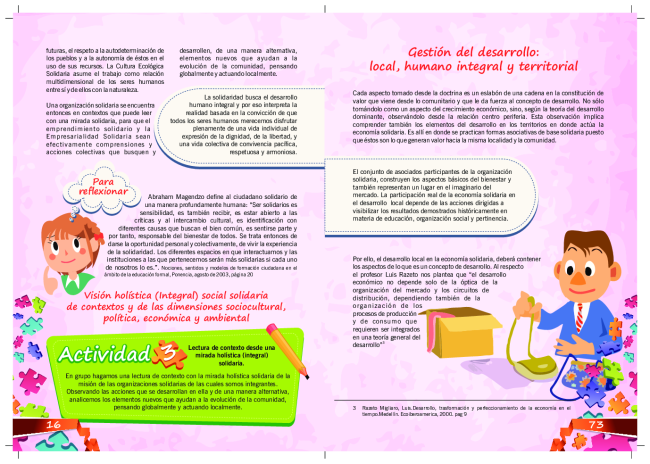 futuras, el respeto a la autodeterminación de
los pueblos y a la autonomía de éstos en el
uso de sus recursos. La Cultura Ecológica
Solidaria asume el trabajo como relación
multidimensional de los seres humanos
entre sí y de ellos con la naturaleza.
Una organización solidaria se encuentra
entonces en contextos que puede leer
con una mirada solidaria, para que el
emprendimiento solidario y la
Empresarialidad Solidaria sean
efectivamente comprensiones y
acciones colectivas que busquen y
desarrollen, de una manera alternativa,
elementos nuevos que ayudan a la
evolución de la comunidad, pensando
globalmente y actuando localmente.
La solidaridad busca el desarrollo
humano integral y por eso interpreta la
realidad basada en la convicción de que
todos los seres humanos merecemos disfrutar
plenamente de una vida individual de
expresión de la dignidad, de la libertad, y
una vida colectiva de convivencia pacífica,
respetuosa y armoniosa.
Para
reflexionar
Abraham Magendzo define al ciudadano solidario de
una manera profundamente humana: "Ser solidarios es
sensibilidad, es también recibir, es estar abierto a las
críticas y al intercambio cultural, es identificación con
diferentes causas que buscan el bien común, es sentirse parte y
por tanto, responsable del bienestar de todos. Se trata entonces de
darse la oportunidad personal y colectivamente, de vivir la experiencia
de la solidaridad. Los diferentes espacios en que interactuamos y las
instituciones a las que pertenecemos serán más solidarias si cada uno
de nosotros lo es.". Nociones, sentidos y modelos de formación ciudadana en el
ámbito de la educación formal, Ponencia, agosto de 2003, página 20
Visión holística (Integral) social solidaria
de contextos y de las dimensiones sociocultural,
política, económica y ambiental
Actividad 3
Lectura de contexto desde una
mirada holística (integral)
solidaria.
En grupo hagamos una lectura de contexto con la mirada holística solidaria de la
misión de las organizaciones solidarias de las cuales somos integrantes.
Observando las acciones que se desarrollan en ella y de una manera alternativa,
analicemos los elementos nuevos que ayudan a la evolución de la comunidad,
pensando globalmente y actuando localmente.
16
Gestión del desarrollo:
local, humano integral y territorial
Cada aspecto tomado desde la doctrina es un eslabón de una cadena en la constitución de
valor que viene desde lo comunitario y que le da fuerza al concepto de desarrollo. No sólo
tomándolo como un aspecto del crecimiento económico, sino, según la teoría del desarrollo
dominante, observándolo desde la relación centro periferia. Esta observación implica
comprender también los elementos del desarrollo en los territorios en donde actúa la
economía solidaria. Es allí en donde se practican formas asociativas de base solidaria puesto
que éstos son lo que generan valor hacia la misma localidad y la comunidad.
El conjunto de asociados participantes de la organización
solidaria, construyen los aspectos básicos del bienestar y
también representan un lugar en el imaginario del
mercado. La participación real de la economía solidaria en
el desarrollo local depende de las acciones dirigidas a
visibilizar los resultados demostrados históricamente en
materia de educación, organización social y pertinencia.
Por ello, el desarrollo local en la economía solidaria, deberá contener
los aspectos de lo que es un concepto de desarrollo. Al respecto
el profesor Luis Razeto nos plantea que "el desarrollo
económico no depende solo de la óptica de la
organización del mercado y los circuitos de
distribución, dependiendo también de la
organización de los
procesos de producción
y de consumo que
requieren ser integrados
en una teoría general del
desarrollo"3
3 Razeto Migliaro, Luis. Desarrollo, trasformación y perfeccionamiento de la economía en el
tiempo. Medellín. Ecoiberoamerica, 2000. pag 9
73